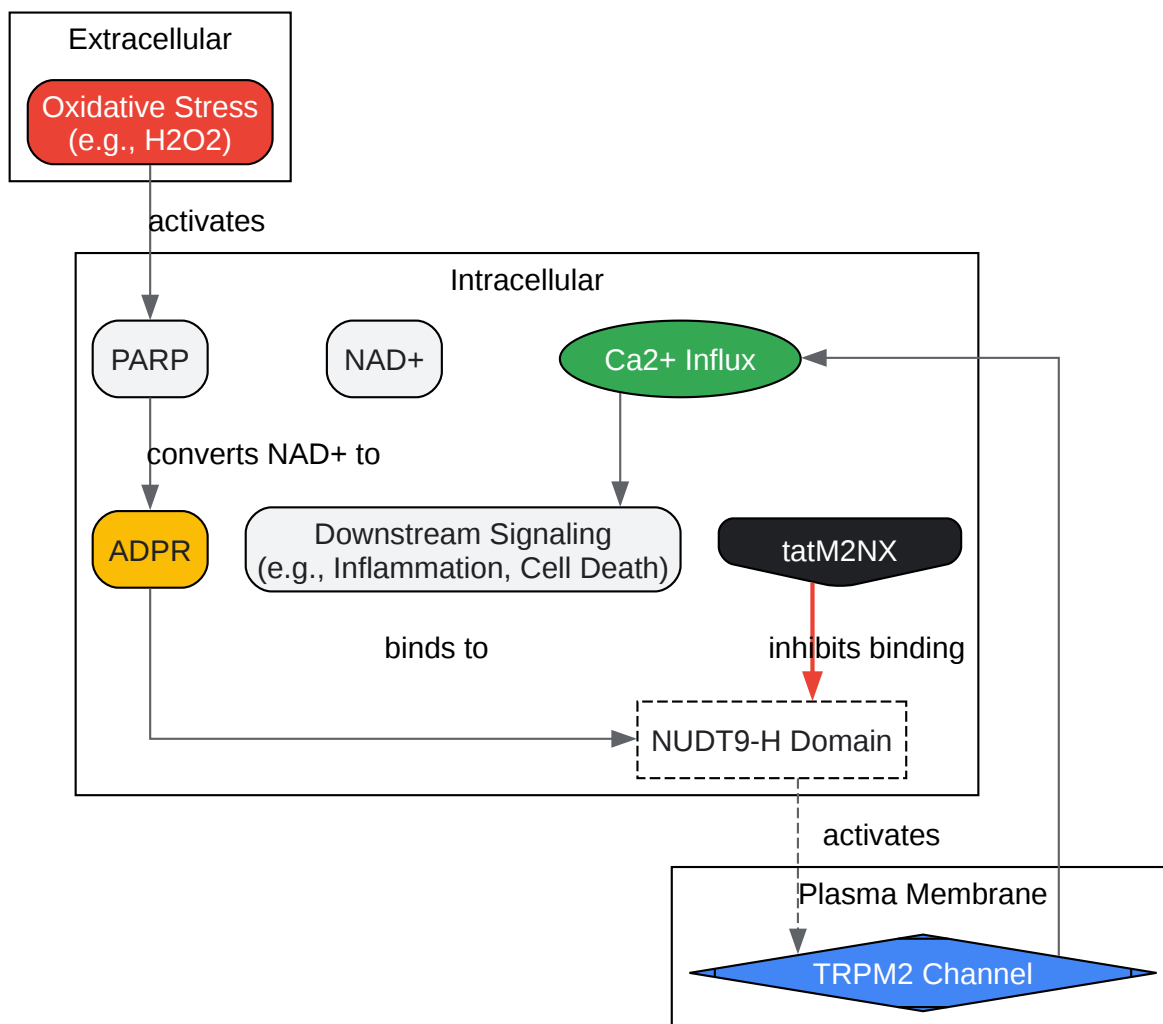 Extracellular
Oxidative Stress
(e.g., H2O2)
activates
Intracellular
PARP
NAD+
Ca2+ Influx
converts NAD+ to
ADPR
Downstream Signaling
(e.g., Inflammation, Cell Death)
tatM2NX
binds to
inhibits binding
NUDT9-H Domain
activates
Plasma Membrane
TRPM2 Channel